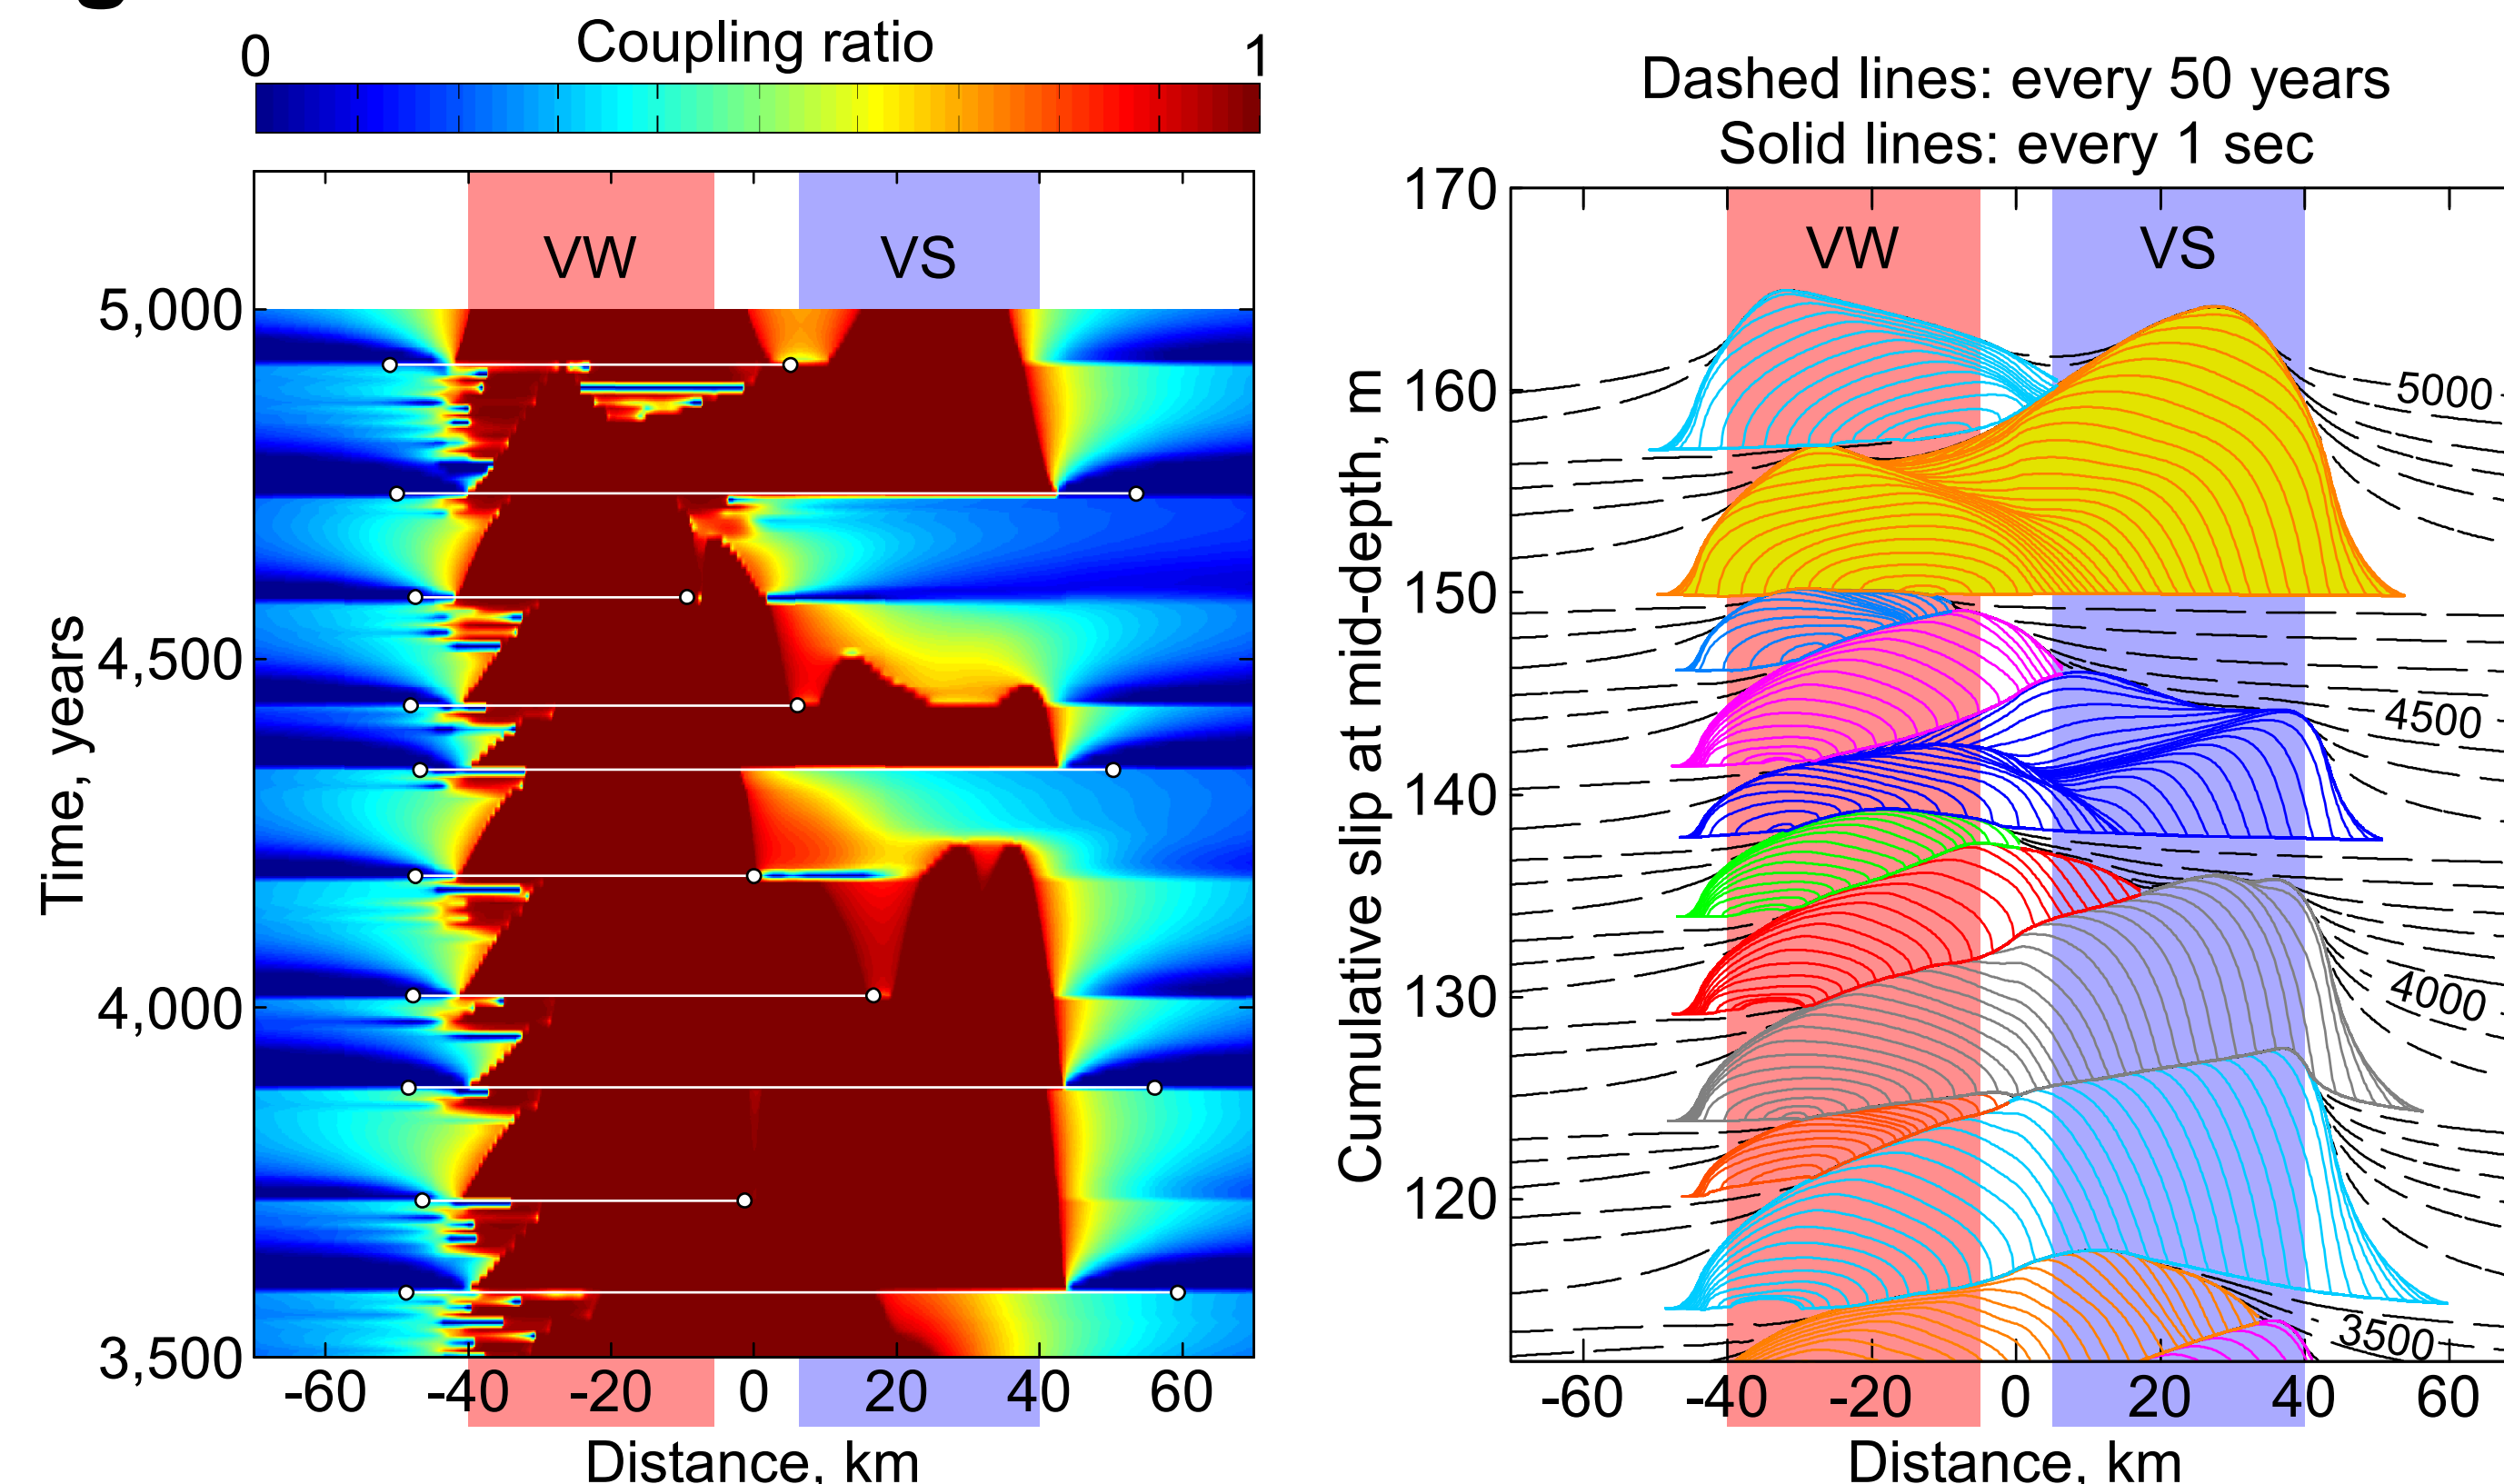 0 Coupling ratio 1
VW VS
5,000
4,500
4,000
3,500
Time, years
-60 -40 -20 0 20 40 60
Distance, km
Dashed lines: every 50 years
Solid lines: every 1 sec
170
160
150
140
130
120
Cumulative slip at mid-depth, m
VW VS
5000
4500
4000
3500
-60 -40 -20 0 20 40 60
Distance, km